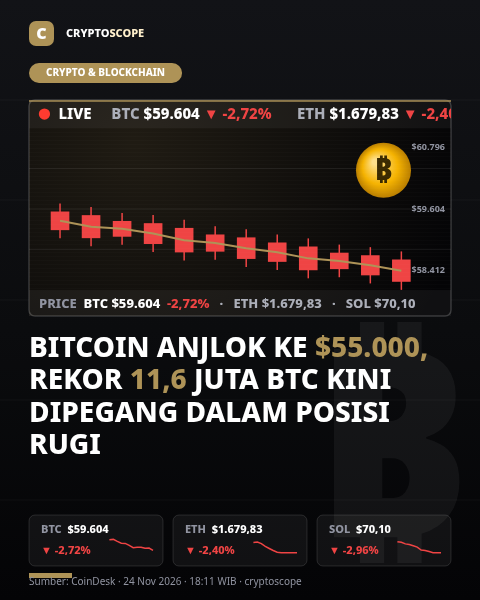 C CRYPTOSCOPE
CRYPTO & BLOCKCHAIN
LIVE BTC $59.604 ▼ -2,72% ETH $1.679,83 ▼ -2,40
$60.796
$59.604
$58.412
PRICE BTC $59.604 -2,72% · ETH $1.679,83 · SOL $70,10
BITCOIN ANJLOK KE $55.000,
REKOR 11,6 JUTA BTC KINI
DIPEGANG DALAM POSISI
RUGI
BTC $59.604
▼ -2,72%
ETH $1.679,83
▼ -2,40%
SOL $70,10
▼ -2,96%
Sumber: CoinDesk · 24 Nov 2026 · 18:11 WIB · cryptoscope